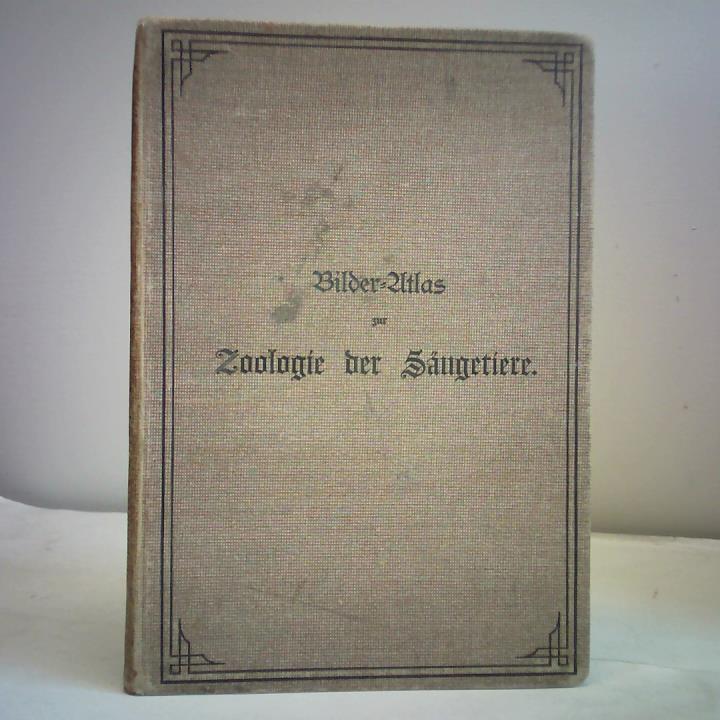 Bilder-Atlas
zur
Zoologie der Säugetiere.